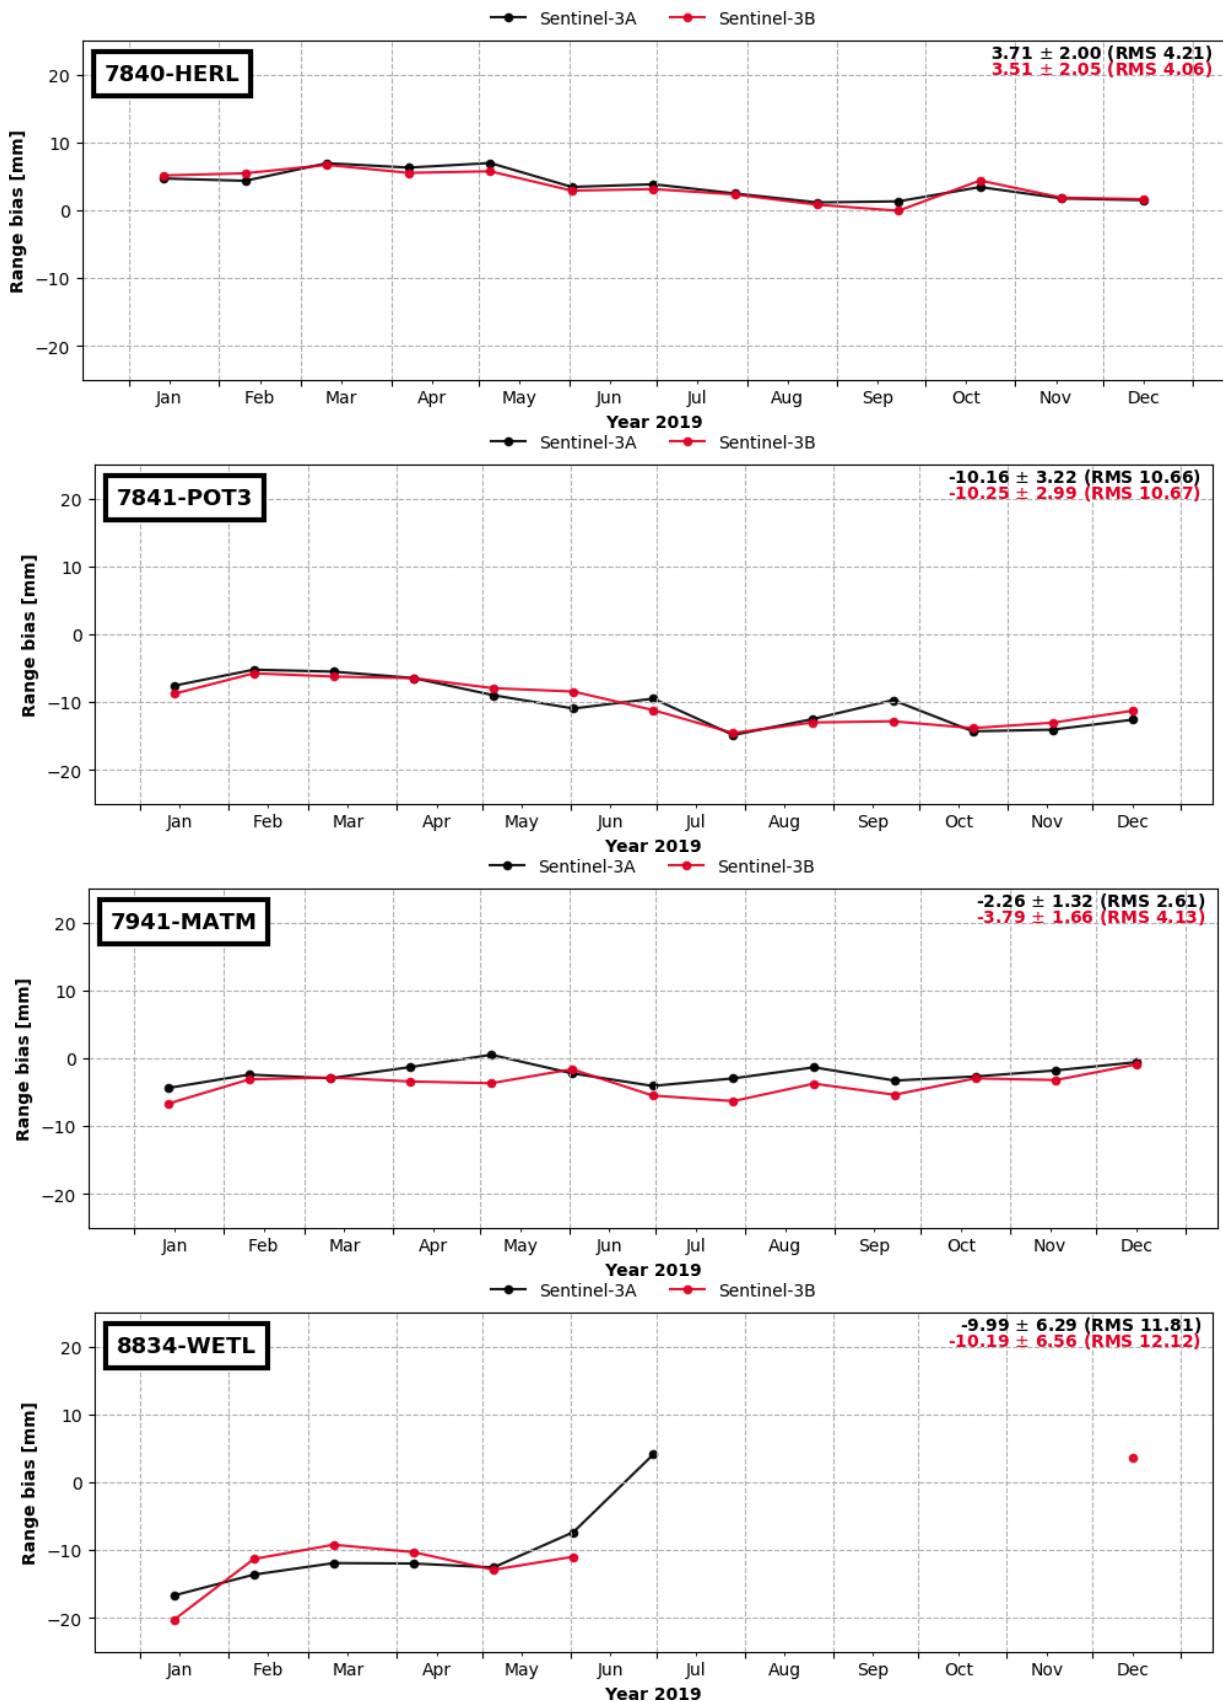 Sentinel-3A Sentinel-3B
7840-HERL
3.71 ± 2.00 (RMS 4.21)
3.51 ± 2.05 (RMS 4.06)
Range bias [mm]
20
10
0
−10
−20
Jan Feb Mar Apr May Jun Jul Aug Sep Oct Nov Dec
Year 2019
Sentinel-3A Sentinel-3B
7841-POT3
-10.16 ± 3.22 (RMS 10.66)
-10.25 ± 2.99 (RMS 10.67)
Range bias [mm]
20
10
0
−10
−20
Jan Feb Mar Apr May Jun Jul Aug Sep Oct Nov Dec
Year 2019
Sentinel-3A Sentinel-3B
7941-MATM
-2.26 ± 1.32 (RMS 2.61)
-3.79 ± 1.66 (RMS 4.13)
Range bias [mm]
20
10
0
−10
−20
Jan Feb Mar Apr May Jun Jul Aug Sep Oct Nov Dec
Year 2019
Sentinel-3A Sentinel-3B
8834-WETL
-9.99 ± 6.29 (RMS 11.81)
-10.19 ± 6.56 (RMS 12.12)
Range bias [mm]
20
10
0
−10
−20
Jan Feb Mar Apr May Jun Jul Aug Sep Oct Nov Dec
Year 2019